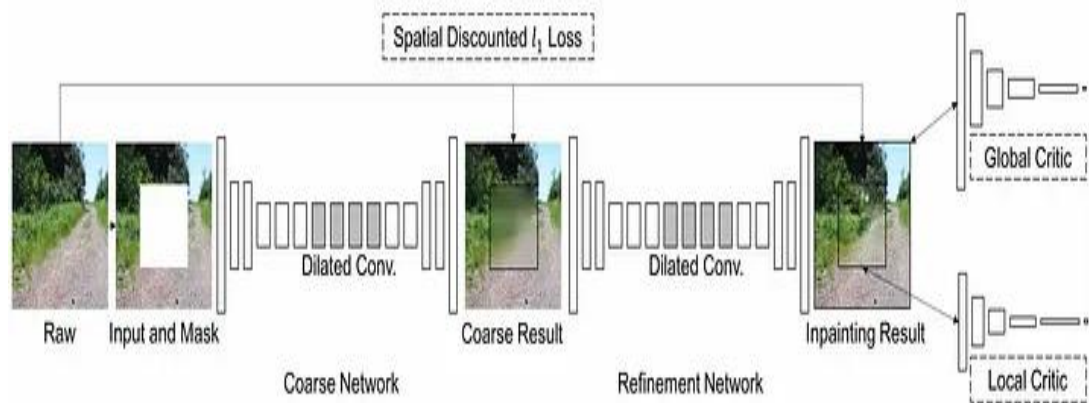 Spatial Discounted l₁ Loss
Global Critic
Dilated Conv.
Dilated Conv.
Raw
Input and Mask
Coarse Result
Inpainting Result
Coarse Network
Refinement Network
Local Critic